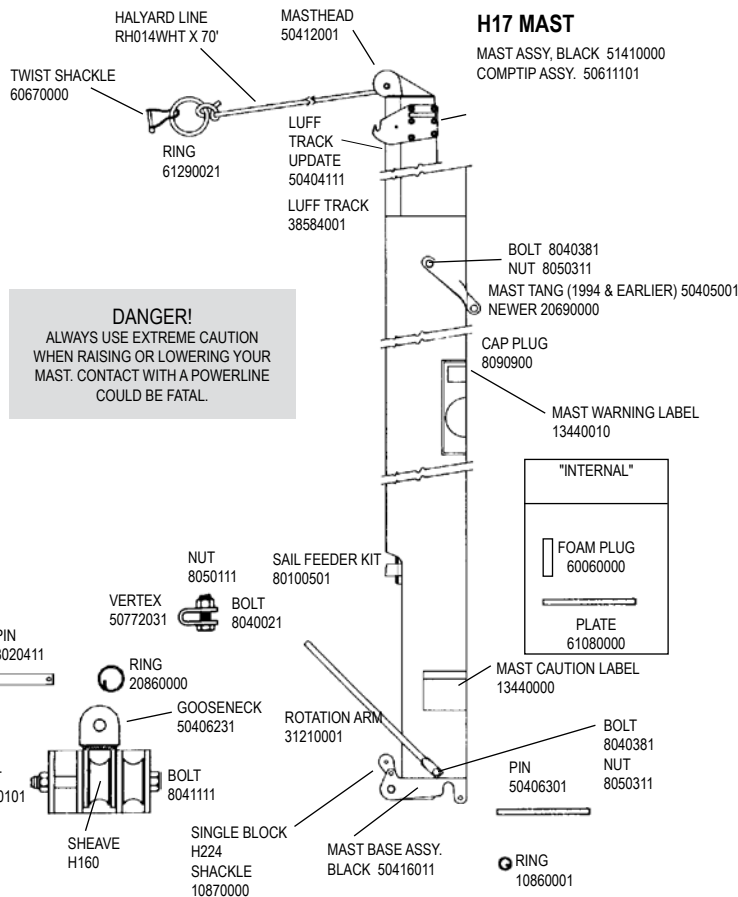 H17 MAST
MAST ASSY, BLACK 51410000
COMPTIP ASSY. 50611101
HALYARD LINE
RH014WHT X 70'
MASTHEAD
50412001
TWIST SHACKLE
60670000
RING
61290021
LUFF
TRACK
UPDATE
50404111
LUFF TRACK
38584001
BOLT 8040381
NUT 8050311
MAST TANG (1994 & EARLIER) 50405001
NEWER 20690000
DANGER!
ALWAYS USE EXTREME CAUTION
WHEN RAISING OR LOWERING YOUR
MAST. CONTACT WITH A POWERLINE
COULD BE FATAL.
CAP PLUG
8090900
MAST WARNING LABEL
13440010
"INTERNAL"
FOAM PLUG
60060000
PLATE
61080000
NUT
8050111
SAIL FEEDER KIT
80100501
VERTEX
50772031
BOLT
8040021
PIN
8020411
RING
20860000
GOOSENECK
50406231
MAST CAUTION LABEL
13440000
ROTATION ARM
31210001
BOLT
8040381
NUT
8050311
PIN
50406301
0101
BOLT
8041111
SHEAVE
H160
SINGLE BLOCK
H224
SHACKLE
10870000
MAST BASE ASSY.
BLACK 50416011
RING
10860001